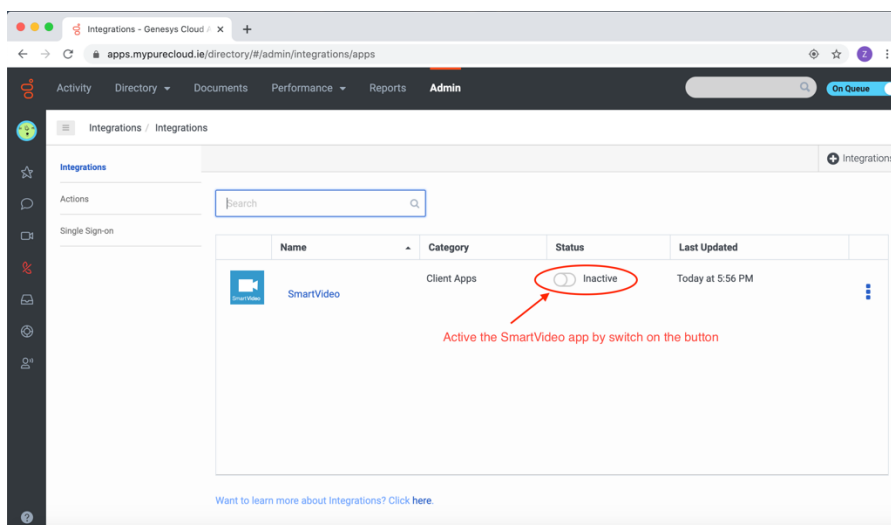 Integrations - Genesys Cloud
apps.mypurecloud.ie/directory/#/admin/integrations/apps
Z
Activity Directory Documents Performance Reports Admin
On Queue
Integrations / Integrations
Integrations
Integrations
Actions
Search
Single Sign-on
Name Category Status Last Updated
SmartVideo Client Apps Inactive Today at 5:56 PM
SmartVideo
Active the SmartVideo app by switch on the button
Want to learn more about Integrations? Click here.